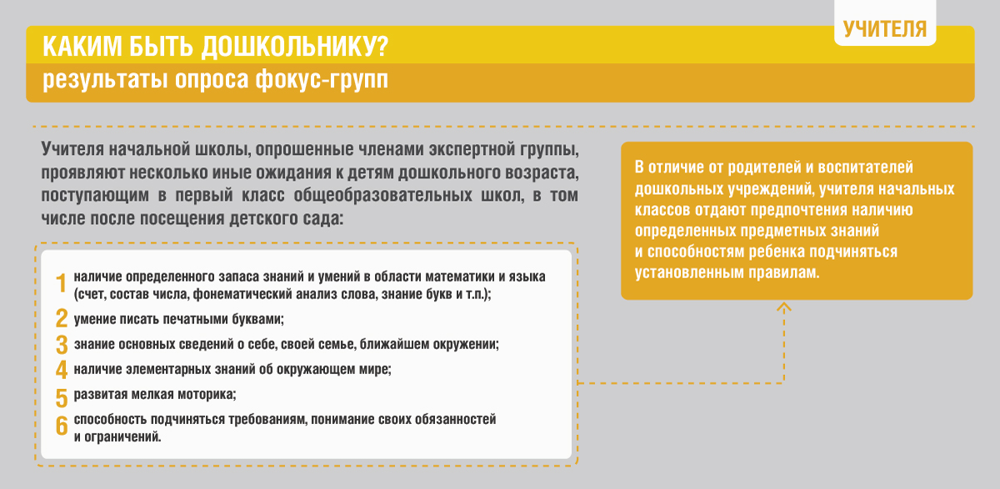 УЧИТЕЛЯ
КАКИМ БЫТЬ ДОШКОЛЬНИКУ?
результаты опроса фокус-групп
Учителя начальной школы, опрошенные членами экспертной группы,
проявляют несколько иные ожидания к детям дошкольного возраста,
поступающим в первый класс общеобразовательных школ, в том
числе после посещения детского сада:
1 наличие определенного запаса знаний и умений в области математики и языка
(счет, состав числа, фонематический анализ слова, знание букв и т.п.);
2 умение писать печатными буквами;
3 знание основных сведений о себе, своей семье, ближайшем окружении;
4 наличие элементарных знаний об окружающем мире;
5 развитая мелкая моторика;
6 способность подчиняться требованиям, понимание своих обязанностей
и ограничений.
В отличие от родителей и воспитателей
дошкольных учреждений, учителя начальных
классов отдают предпочтения наличию
определенных предметных знаний
и способностям ребенка подчиняться
установленным правилам.